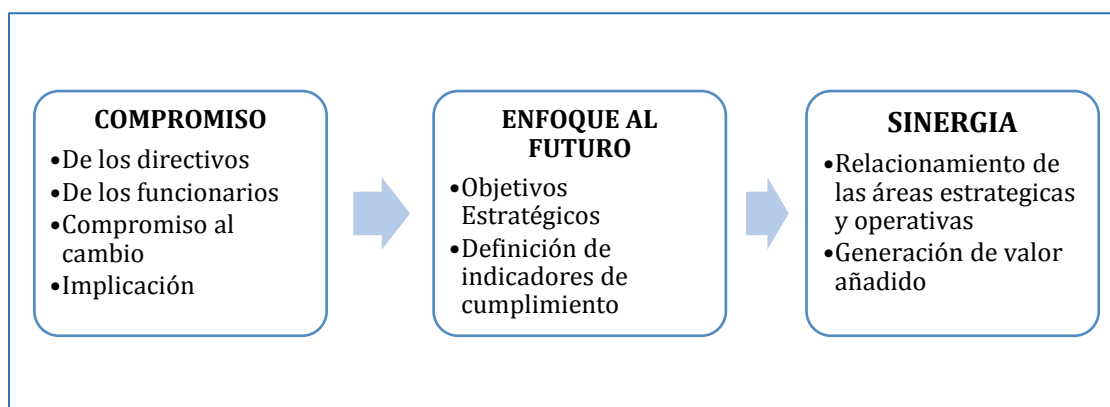 COMPROMISO
•De los directivos
•De los funcionarios
•Compromiso al
cambio
•Implicación
ENFOQUE AL
FUTURO
•Objetivos
Estratégicos
•Definición de
indicadores de
cumplimiento
SINERGIA
•Relacionamiento de
las áreas estrategicas
y operativas
•Generación de valor
añadido